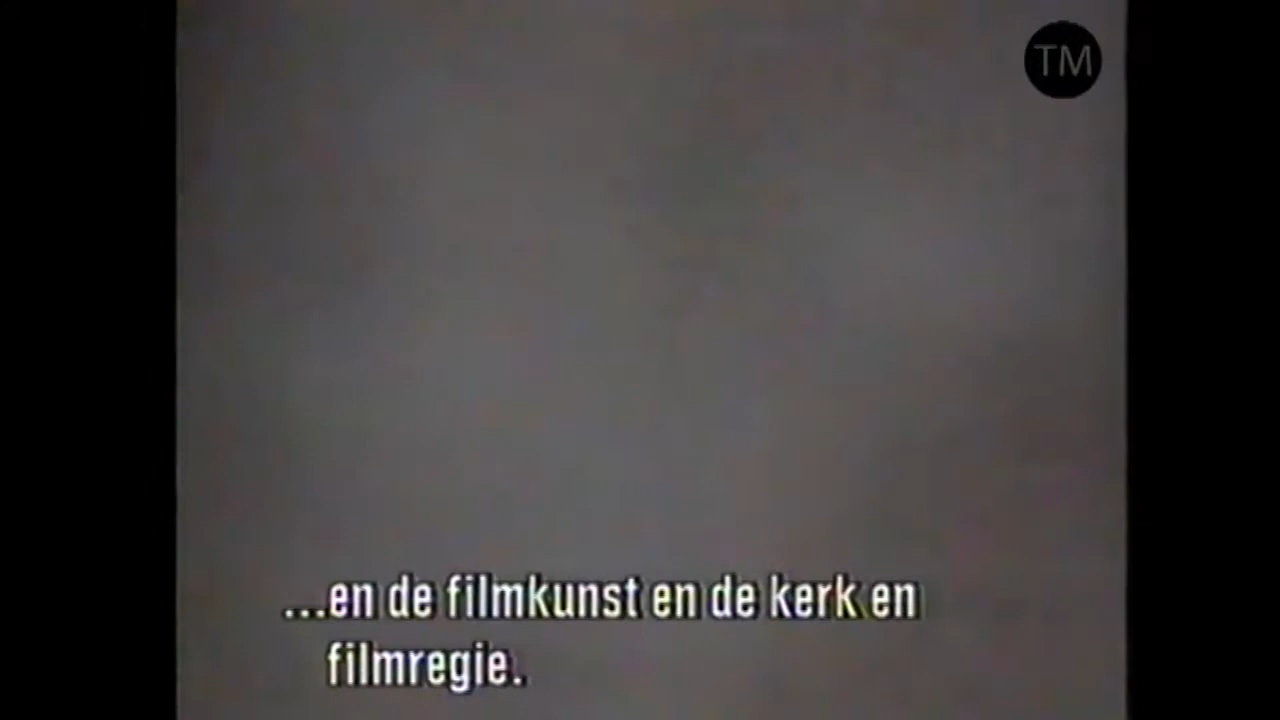 TM
...en de filmkunst en de kerk en
filmregie.